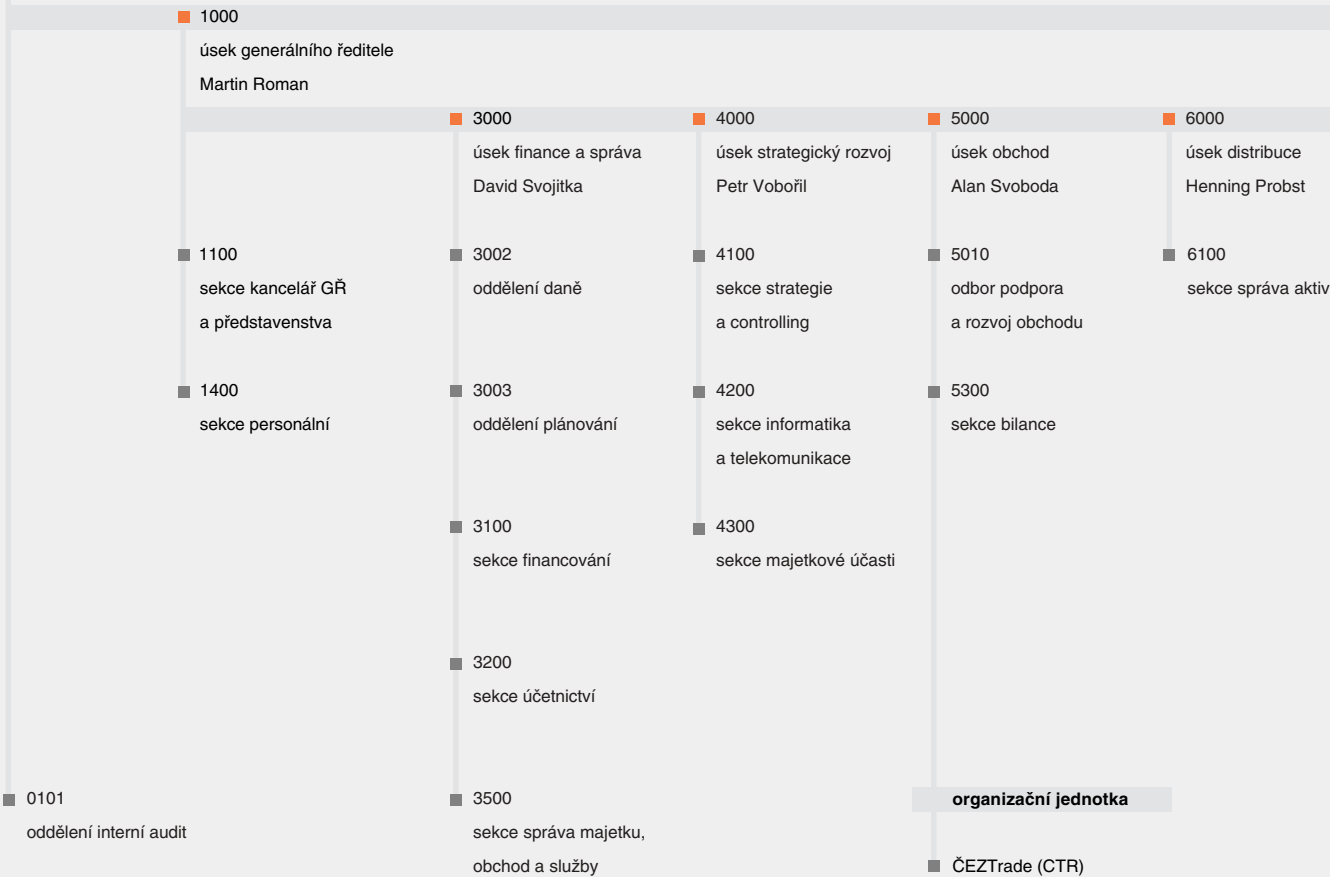 1000
úsek generálního ředitele
Martin Roman
3000
úsek finance a správa
David Svojitka
4000
úsek strategický rozvoj
Petr Vobořil
5000
úsek obchod
Alan Svoboda
6000
úsek distribuce
Henning Probst
1100
sekce kancelář GŘ
a představenstva
3002
oddělení daně
4100
sekce strategie
a controlling
5010
odbor podpora
a rozvoj obchodu
6100
sekce správa aktiv
1400
sekce personální
3003
oddělení plánování
4200
sekce informatika
a telekomunikace
5300
sekce bilance
3100
sekce financování
4300
sekce majetkové účasti
3200
sekce účetnictví
0101
oddělení interní audit
3500
sekce správa majetku,
obchod a služby
organizační jednotka
ČEZTrade (CTR)